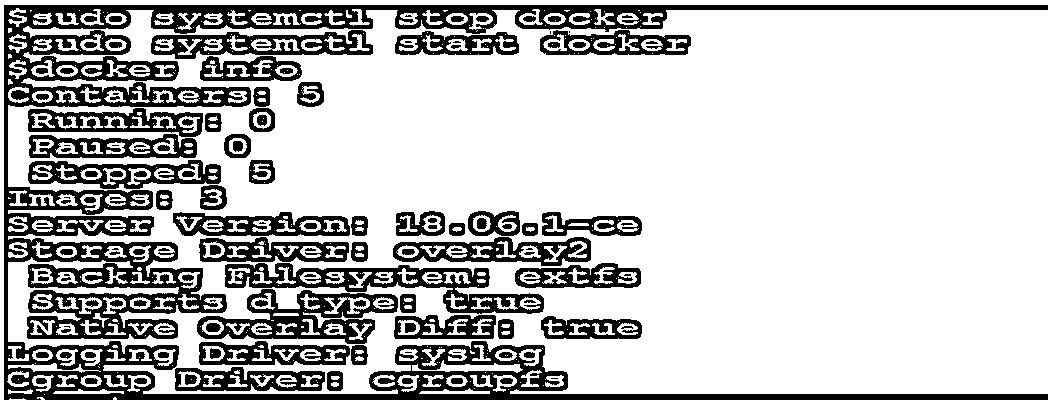 $sudo systemctl stop docker
$sudo systemctl start docker
$docker info
Containers: 5
 Running: 0
 Paused: 0
 Stopped: 5
Images: 3
Server Version: 18.06.1-ce
Storage Driver: overlay2
 Backing Filesystem: extfs
 Supports d_type: true
 Native Overlay Diff: true
Logging Driver: syslog
Cgroup Driver: cgroupfs